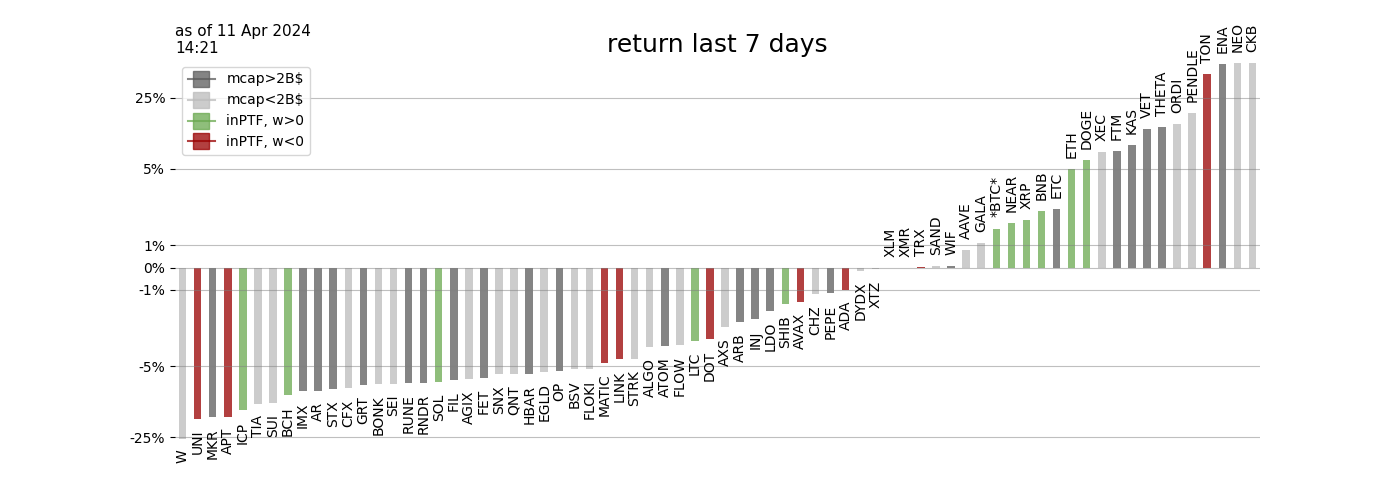 as of 11 Apr 2024
14:21
return last 7 days
mcap>2B$
mcap<2B$
inPTF, w>0
inPTF, w<0
25%
5%
1%
0%
-1%
-5%
-25%
W
UNI
MKR
APT
ICP
TIA
SUI
BCH
IMX
AR
STX
CFX
GRT
BONK
SEI
RUNE
RNDR
SOL
FIL
AGIX
FET
SNX
QNT
HBAR
EGLD
OP
BSV
FLOKI
MATIC
LINK
STRK
ALGO
ATOM
FLOW
LTC
DOT
AXS
ARB
INJ
LDO
SHIB
AVAX
CHZ
PEPE
ADA
DYDX
XTZ
XLM
XMR
TRX
SAND
WIF
AAVE
GALA
*BTC*
NEAR
XRP
BNB
ETC
ETH
DOGE
XEC
FTM
KAS
VET
THETA
ORDI
PENDLE
TON
ENA
NEO
CKB